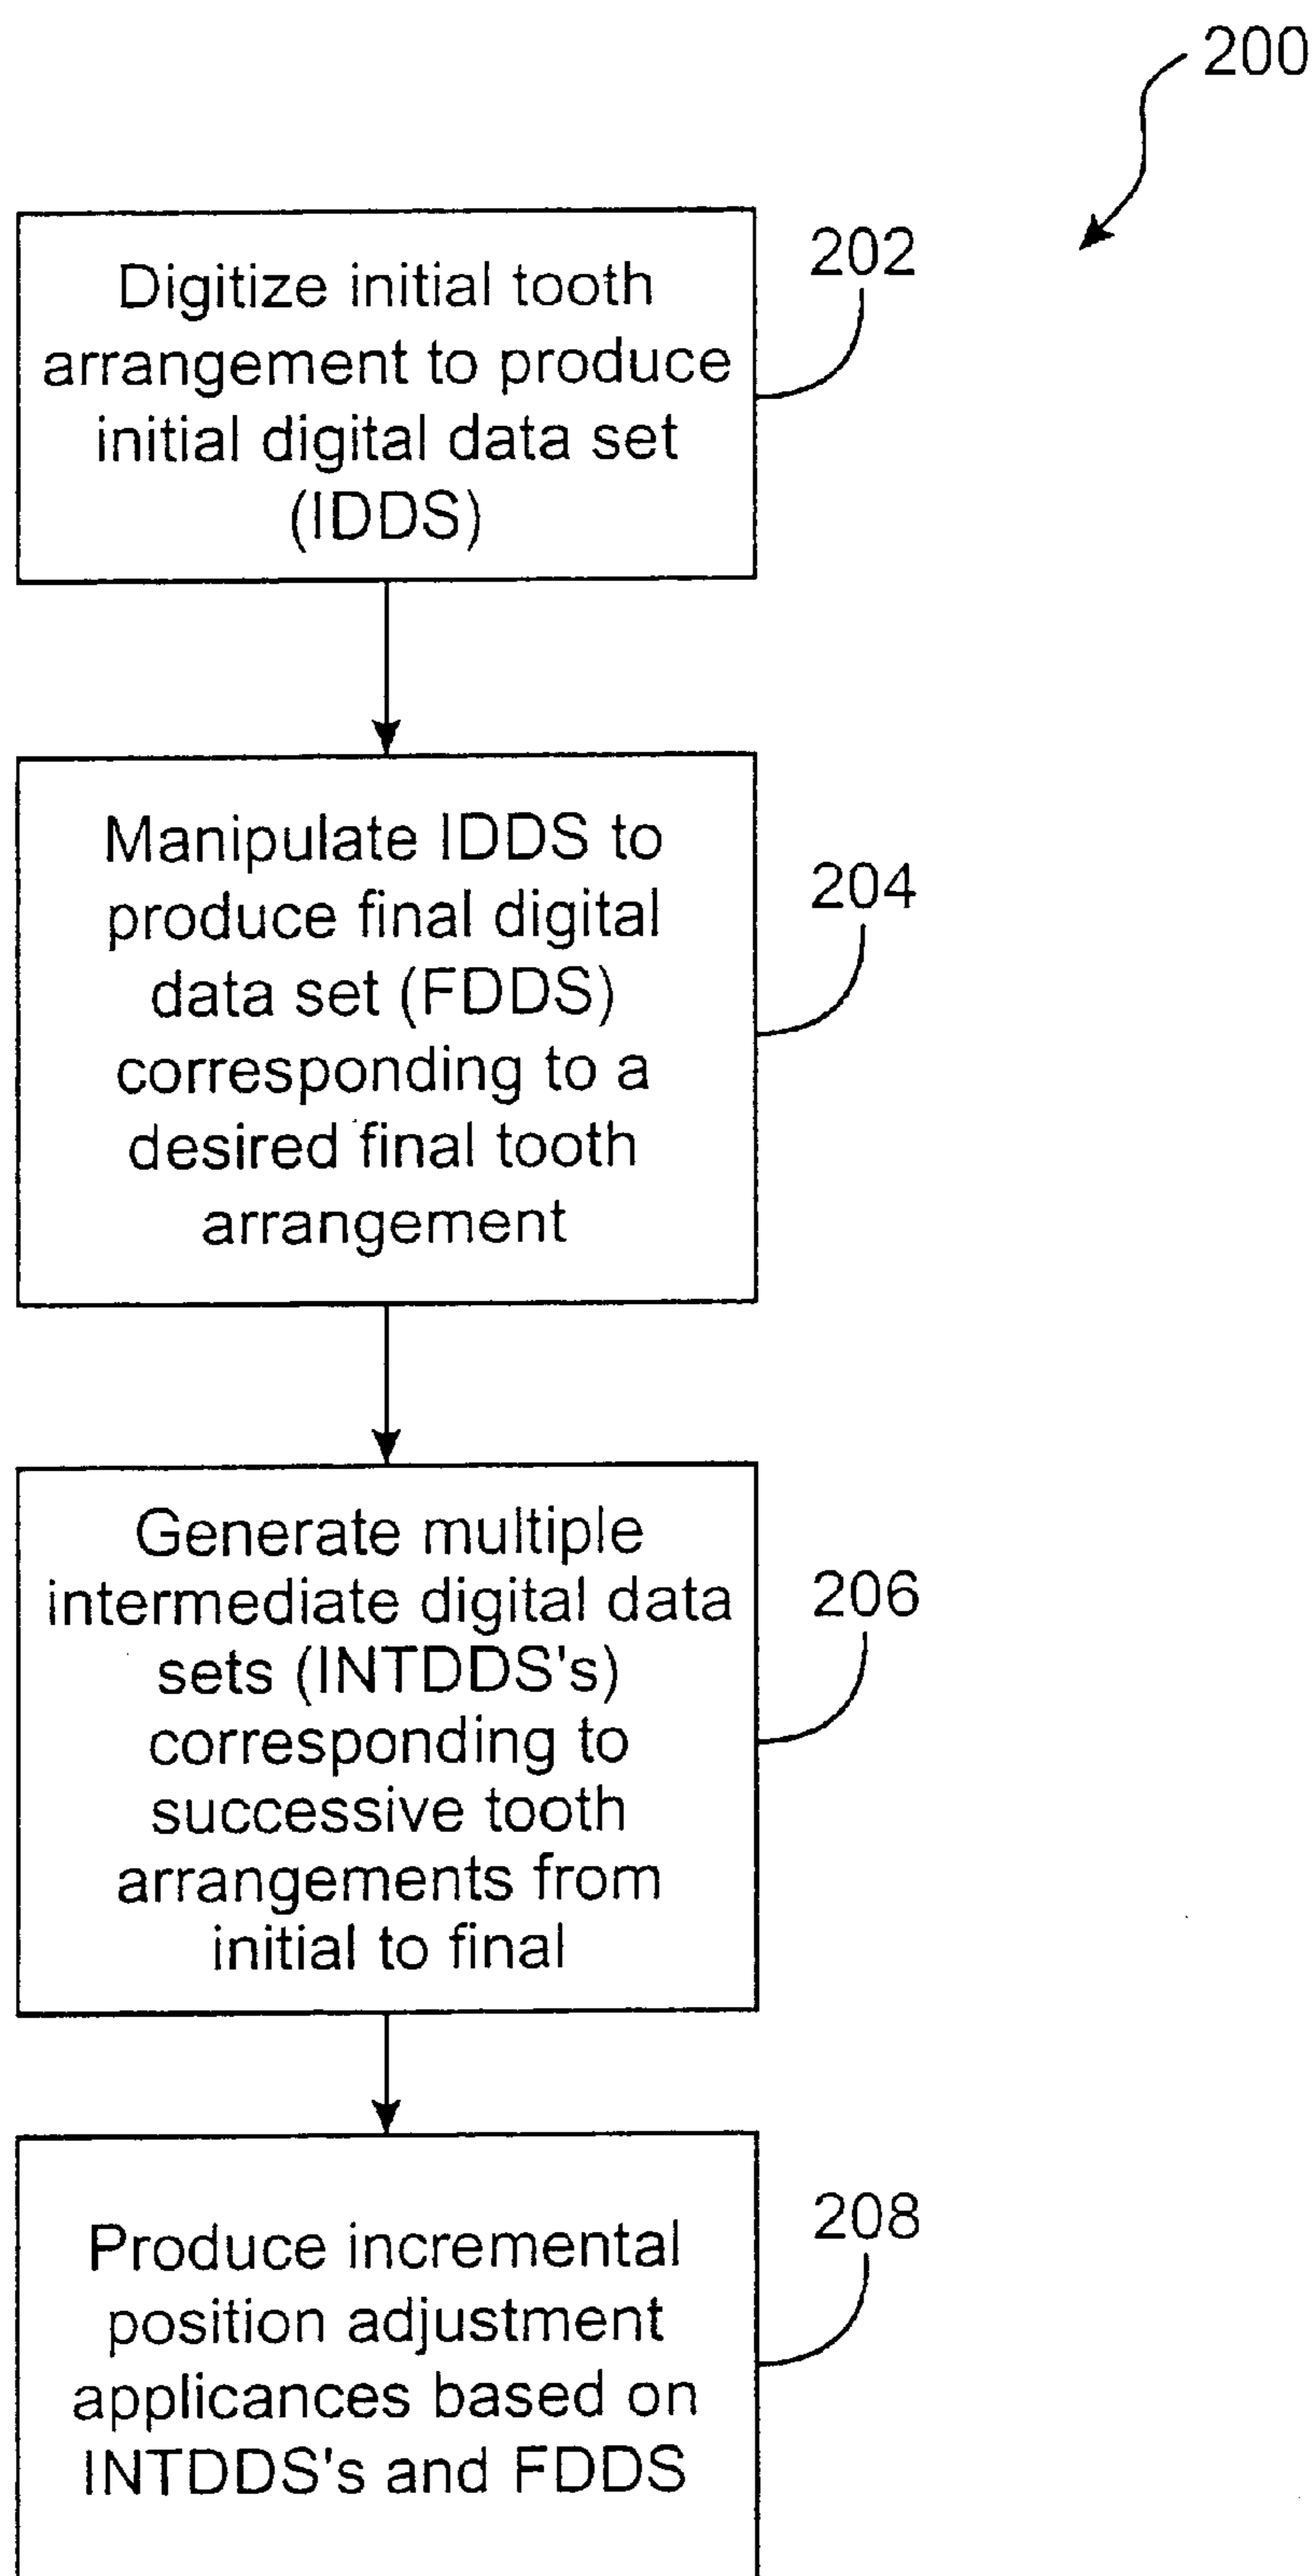 200
Digitize initial tooth
arrangement to produce
initial digital data set
(IDDS)
202
Manipulate IDDS to
produce final digital
data set (FDDS)
corresponding to a
desired final tooth
arrangement
204
Generate multiple
intermediate digital data
sets (INTDDS's)
corresponding to
successive tooth
arrangements from
initial to final
206
Produce incremental
position adjustment
applicances based on
INTDDS's and FDDS
208